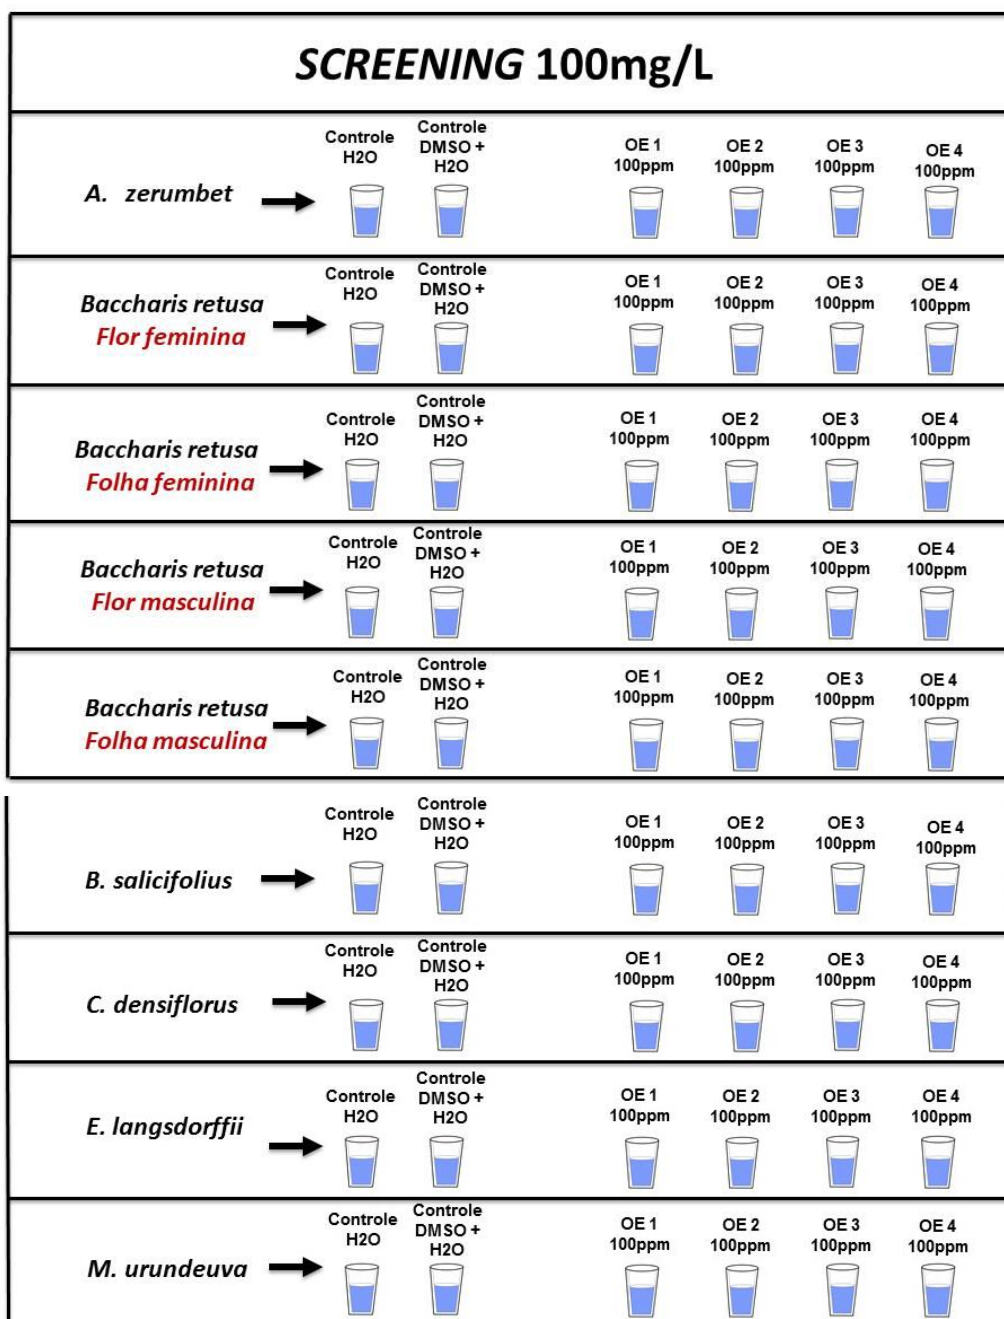 SCREENING 100mg/L
Controle
H2O
Controle
DMSO +
H2O
OE 1
100ppm
OE 2
100ppm
OE 3
100ppm
OE 4
100ppm
A. zerumbet
Controle
H2O
Controle
DMSO +
H2O
OE 1
100ppm
OE 2
100ppm
OE 3
100ppm
OE 4
100ppm
Baccharis retusa
Flor feminina
Controle
H2O
Controle
DMSO +
H2O
OE 1
100ppm
OE 2
100ppm
OE 3
100ppm
OE 4
100ppm
Baccharis retusa
Folha feminina
Controle
H2O
Controle
DMSO +
H2O
OE 1
100ppm
OE 2
100ppm
OE 3
100ppm
OE 4
100ppm
Baccharis retusa
Flor masculina
Controle
H2O
Controle
DMSO +
H2O
OE 1
100ppm
OE 2
100ppm
OE 3
100ppm
OE 4
100ppm
Baccharis retusa
Folha masculina
Controle
H2O
Controle
DMSO +
H2O
OE 1
100ppm
OE 2
100ppm
OE 3
100ppm
OE 4
100ppm
B. salicifolius
Controle
H2O
Controle
DMSO +
H2O
OE 1
100ppm
OE 2
100ppm
OE 3
100ppm
OE 4
100ppm
C. densiflorus
Controle
H2O
Controle
DMSO +
H2O
OE 1
100ppm
OE 2
100ppm
OE 3
100ppm
OE 4
100ppm
E. langsdorffii
Controle
H2O
Controle
DMSO +
H2O
OE 1
100ppm
OE 2
100ppm
OE 3
100ppm
OE 4
100ppm
M. urundeuva